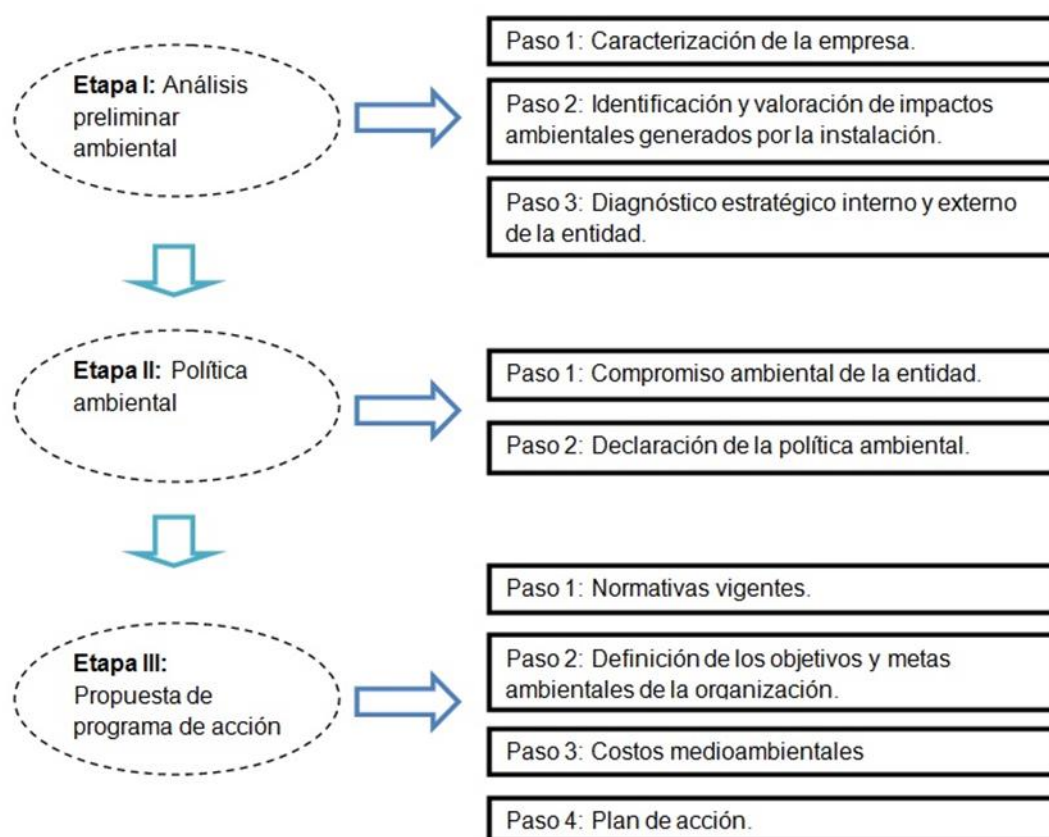 Etapa I: Análisis
preliminar
ambiental
Paso 1: Caracterización de la empresa.
Paso 2: Identificación y valoración de impactos
ambientales generados por la instalación.
Paso 3: Diagnóstico estratégico interno y externo
de la entidad.
Etapa II: Política
ambiental
Paso 1: Compromiso ambiental de la entidad.
Paso 2: Declaración de la política ambiental.
Etapa III:
Propuesta de
programa de acción
Paso 1: Normativas vigentes.
Paso 2: Definición de los objetivos y metas
ambientales de la organización.
Paso 3: Costos medioambientales
Paso 4: Plan de acción.